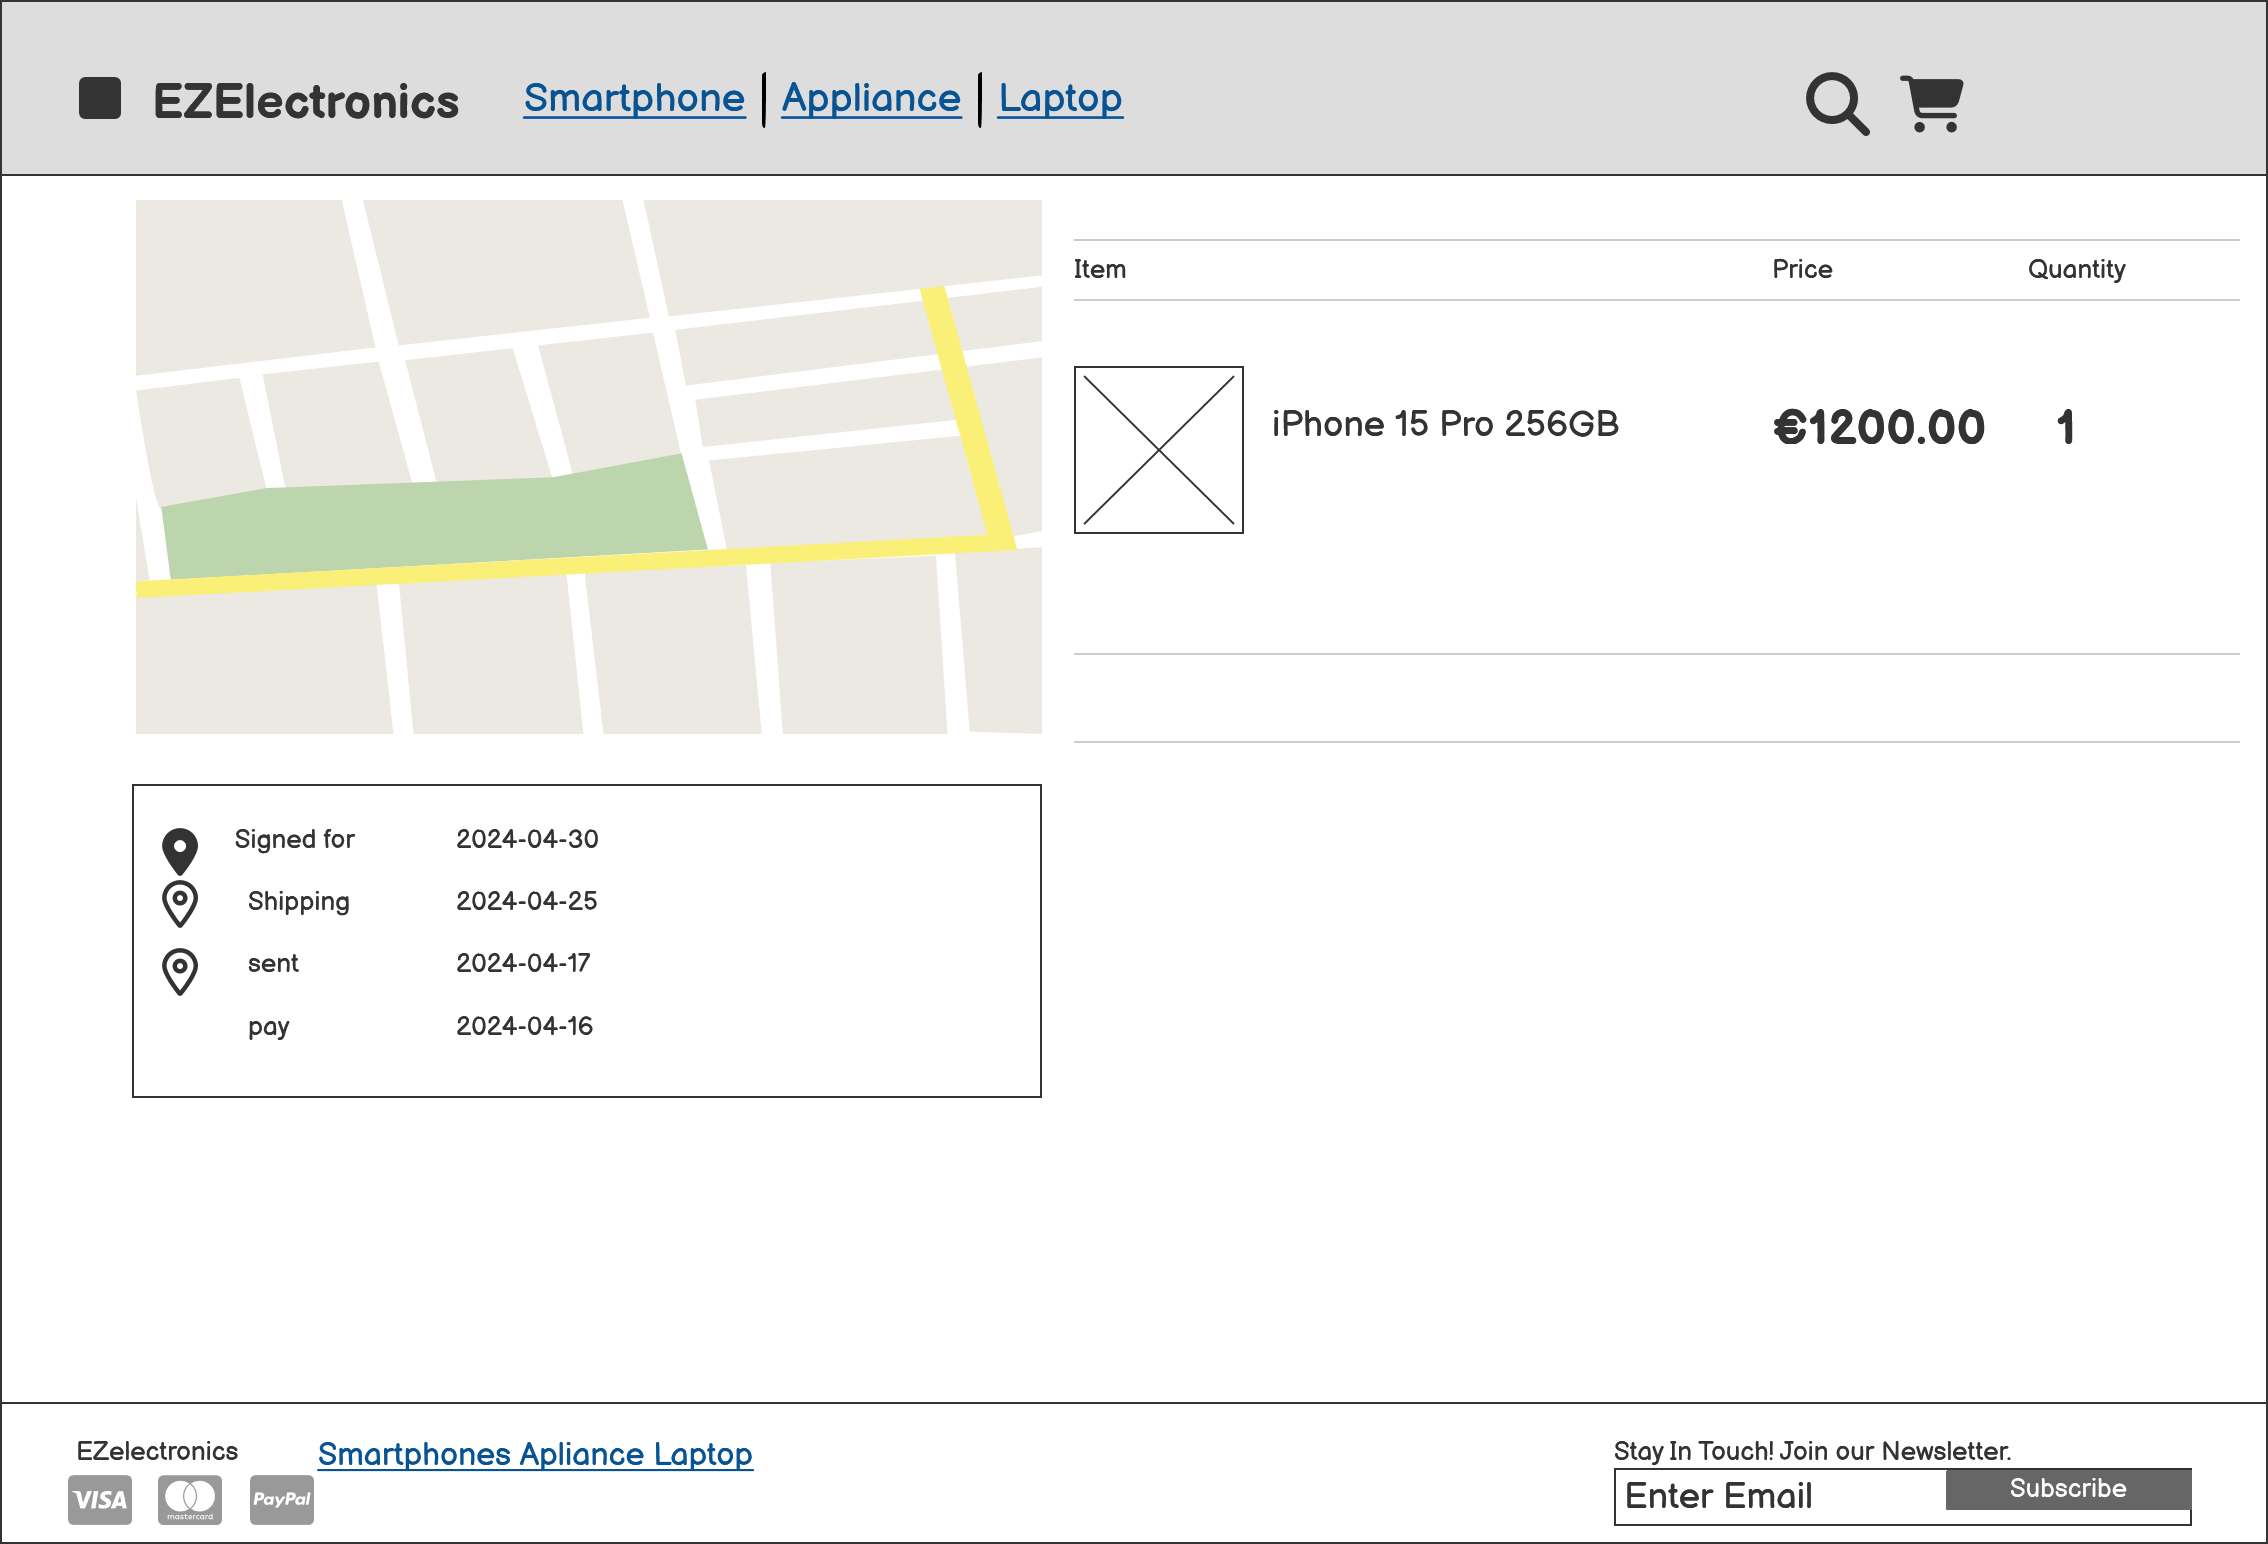 EZElectronics Smartphone Appliance Laptop
Item Price Quantity
iPhone 15 Pro 256GB €1200.00 1
Signed for 2024-04-30
Shipping 2024-04-25
sent 2024-04-17
pay 2024-04-16
EZelectronics Smartphones Apliance Laptop
VISA mastercard PayPal
Stay In Touch! Join our Newsletter.
Enter Email Subscribe